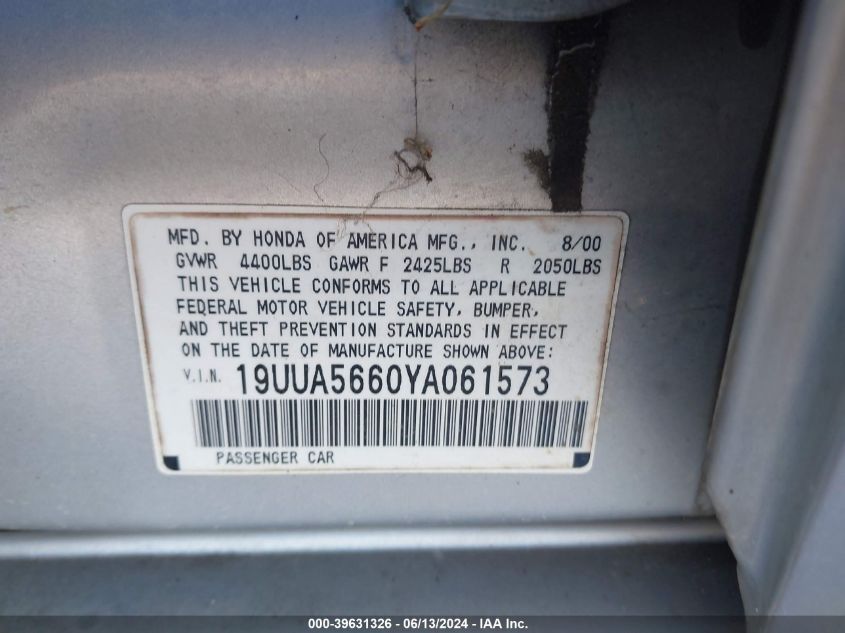 MFD. BY HONDA OF AMERICA MFG., INC. 8/00
GVWR 4400LBS GAWR F 2425LBS R 2050LBS
THIS VEHICLE CONFORMS TO ALL APPLICABLE
FEDERAL MOTOR VEHICLE SAFETY, BUMPER,
AND THEFT PREVENTION STANDARDS IN EFFECT
ON THE DATE OF MANUFACTURE SHOWN ABOVE:
V.I.N. 19UUA5660YA061573
PASSENGER CAR
000-39631326 - 06/13/2024 - IAA Inc.